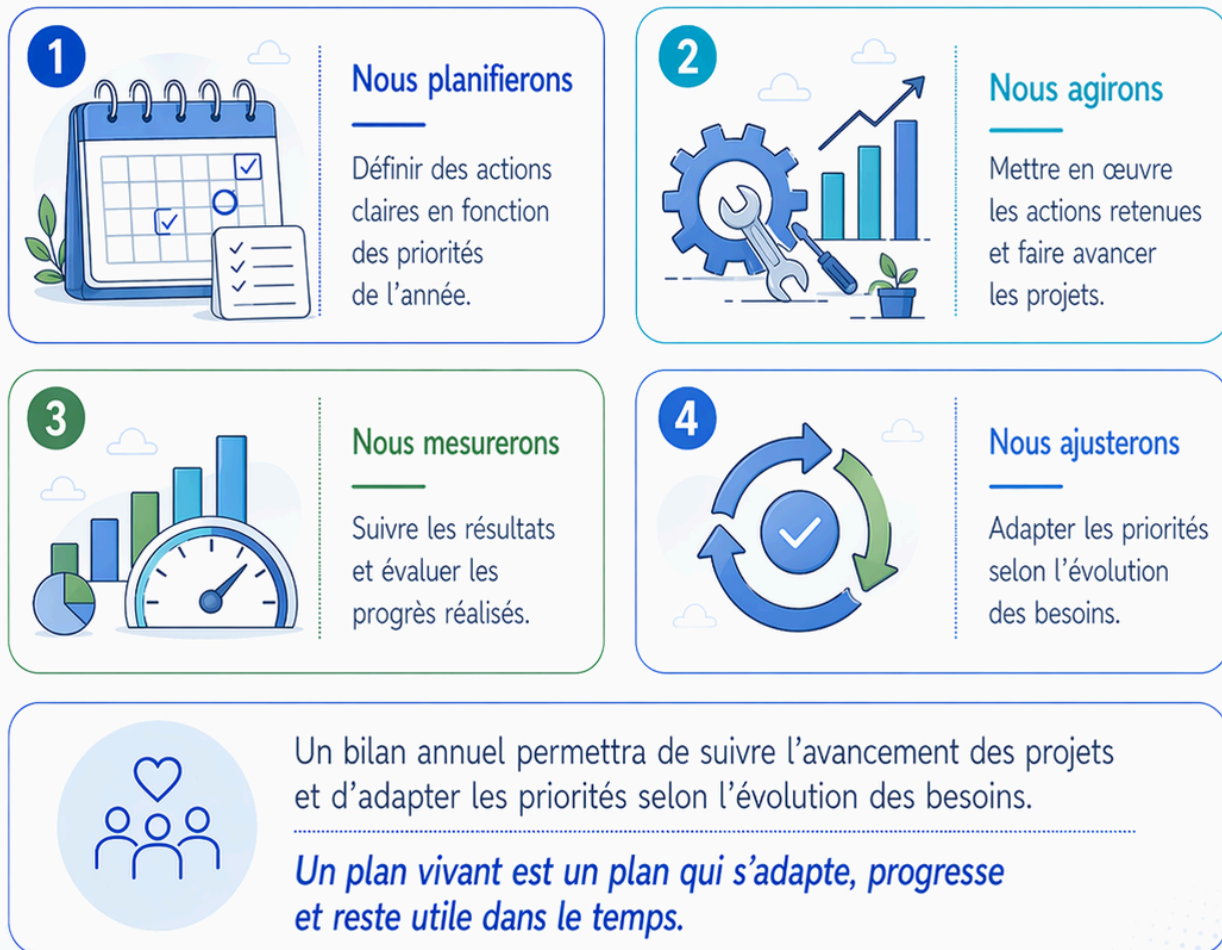 1
Nous planifierons
Définir des actions
claires en fonction
des priorités
de l’année.
2
Nous agirons
Mettre en œuvre
les actions retenues
et faire avancer
les projets.
3
Nous mesurerons
Suivre les résultats
et évaluer les
progrès réalisés.
4
Nous ajusterons
Adapter les priorités
selon l’évolution
des besoins.
Un bilan annuel permettra de suivre l’avancement des projets
et d’adapter les priorités selon l’évolution des besoins.
Un plan vivant est un plan qui s’adapte, progresse
et reste utile dans le temps.